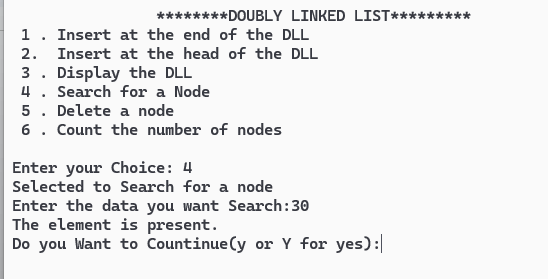 ********DOUBLY LINKED LIST*********
1 . Insert at the end of the DLL
2.  Insert at the head of the DLL
3 . Display the DLL
4 . Search for a Node
5 . Delete a node
6 . Count the number of nodes
Enter your Choice: 4
Selected to Search for a node
Enter the data you want Search:30
The element is present.
Do you Want to Countinue(y or Y for yes):